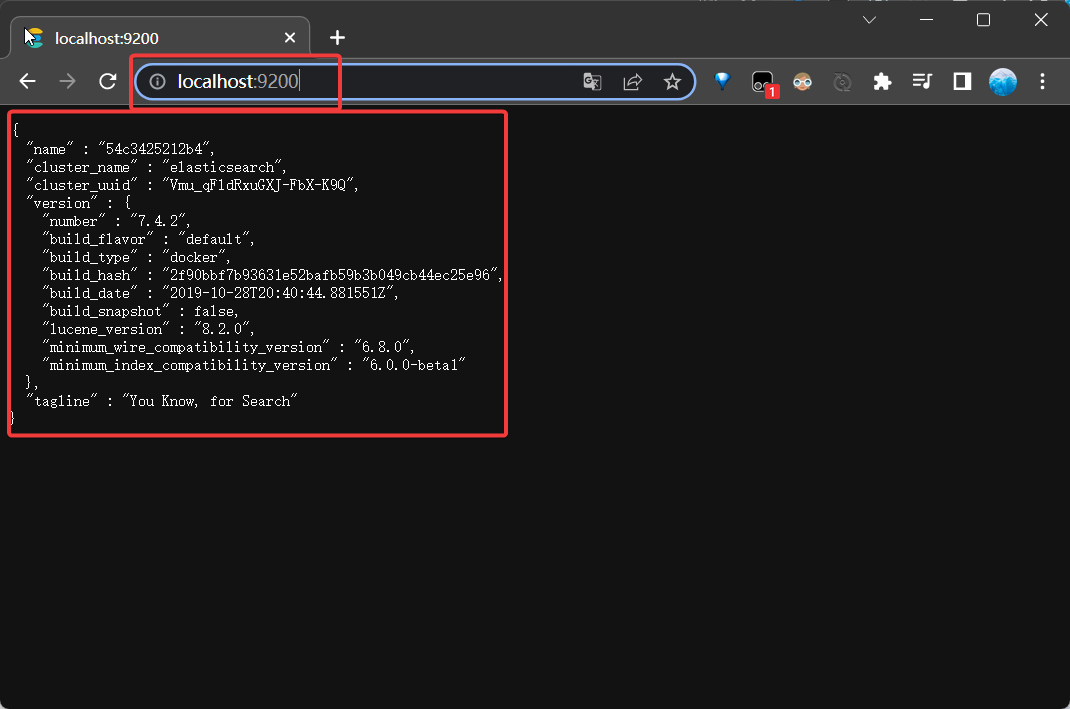 localhost:9200
localhost:9200
1
{
"name" : "54c3425212b4",
"cluster_name" : "elasticsearch",
"cluster_uuid" : "Vmu_qFldRxuGXJ-FbX-K9Q",
"version" : {
"number" : "7.4.2",
"build_flavor" : "default",
"build_type" : "docker",
"build_hash" : "2f90bbf7b93631e52bafb59b3b049cb44ec25e96",
"build_date" : "2019-10-28T20:40:44.881551Z",
"build_snapshot" : false,
"lucene_version" : "8.2.0",
"minimum_wire_compatibility_version" : "6.8.0",
"minimum_index_compatibility_version" : "6.0.0-beta1"
},
"tagline" : "You Know, for Search"
}